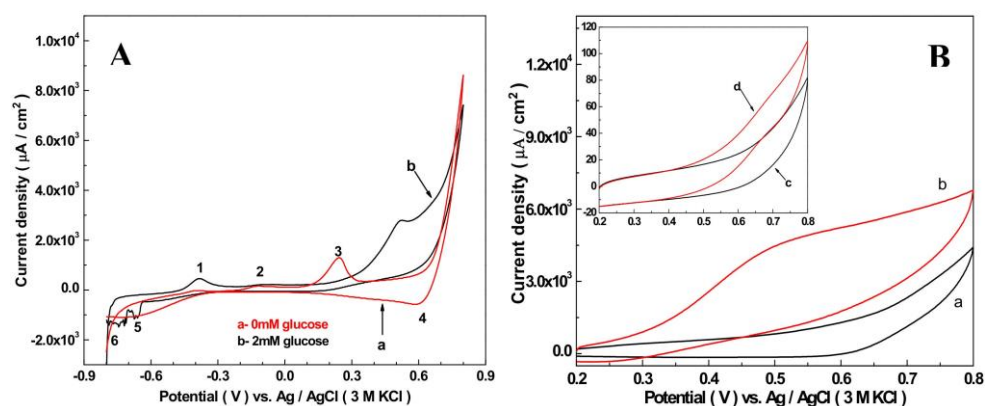 A
Current density ( μA / cm² )
1.0x10⁴
8.0x10³
6.0x10³
4.0x10³
2.0x10³
0.0
-2.0x10³
b
1
2
3
4
5
6
a
a- 0mM glucose
b- 2mM glucose
-0.9 -0.6 -0.3 0.0 0.3 0.6 0.9
Potential ( V ) vs. Ag / AgCl ( 3 M KCl )
B
Current density ( μA / cm² )
1.2x10⁴
9.0x10³
6.0x10³
3.0x10³
0.0
120
100
80
60
40
20
0
-20
d
c
0.2 0.3 0.4 0.5 0.6 0.7 0.8
b
a
0.2 0.3 0.4 0.5 0.6 0.7 0.8
Potential ( V ) vs. Ag / AgCl ( 3 M KCl )